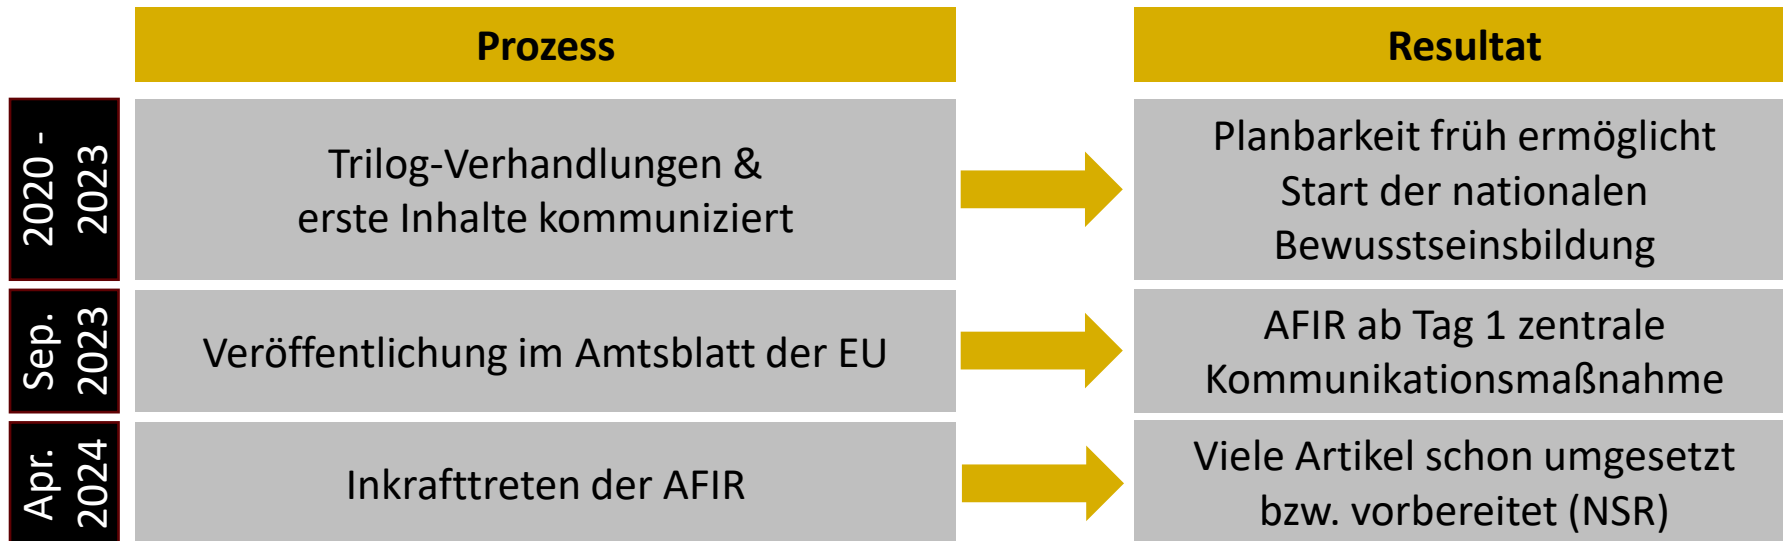 Prozess
Resultat
2020 -
2023
Trilog-Verhandlungen &
erste Inhalte kommuniziert
Planbarkeit früh ermöglicht
Start der nationalen
Bewusstseinsbildung
Sep.
2023
Veröffentlichung im Amtsblatt der EU
AFIR ab Tag 1 zentrale
Kommunikationsmaßnahme
Apr.
2024
Inkrafttreten der AFIR
Viele Artikel schon umgesetzt
bzw. vorbereitet (NSR)